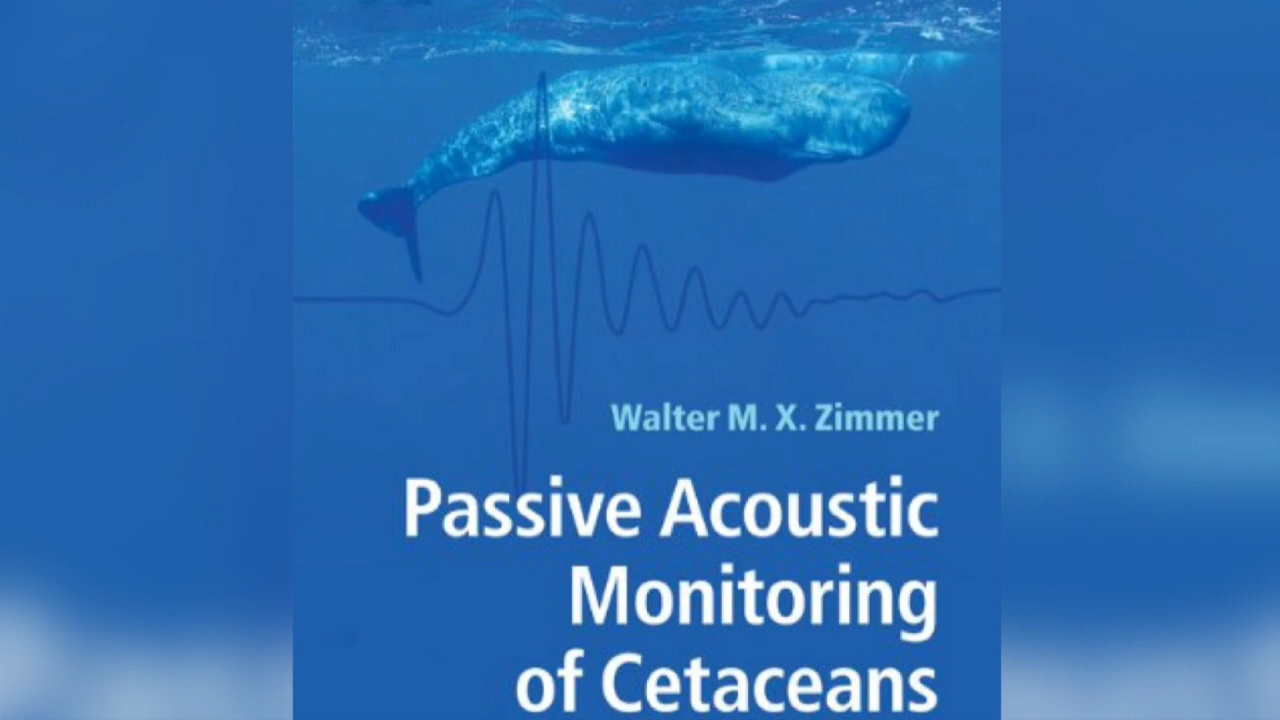 Walter M. X. Zimmer
Passive Acoustic
Monitoring
of Cetaceans